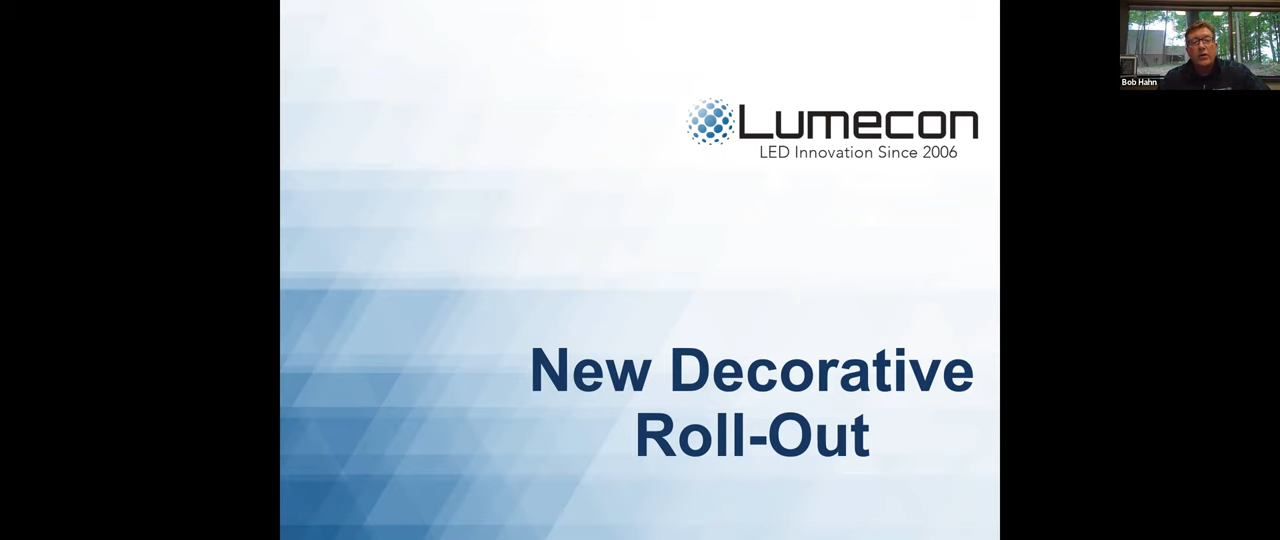 Lumecon
LED Innovation Since 2006
Bob Hahn
New Decorative
Roll-Out